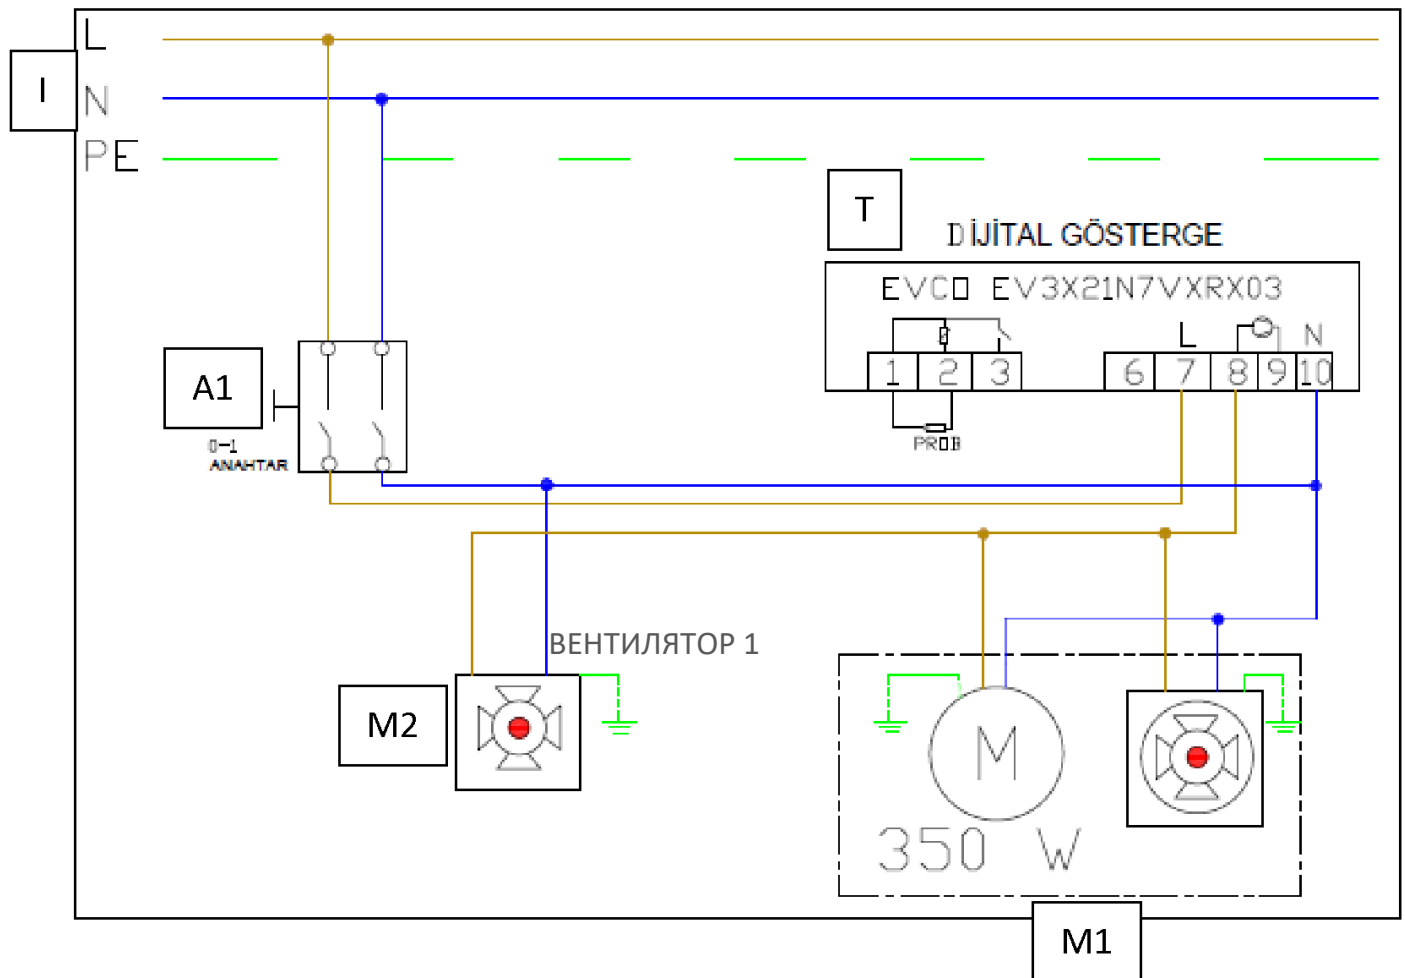 L
I
N
PE
T
DİJİTAL GÖSTERGE
EVCO EV3X21N7VXRX03
L
N
1 2 3 6 7 8 9 10
A1
PROB
0-1
ANAHTAR
ВЕНТИЛЯТОР 1
M2
M
350 W
M1